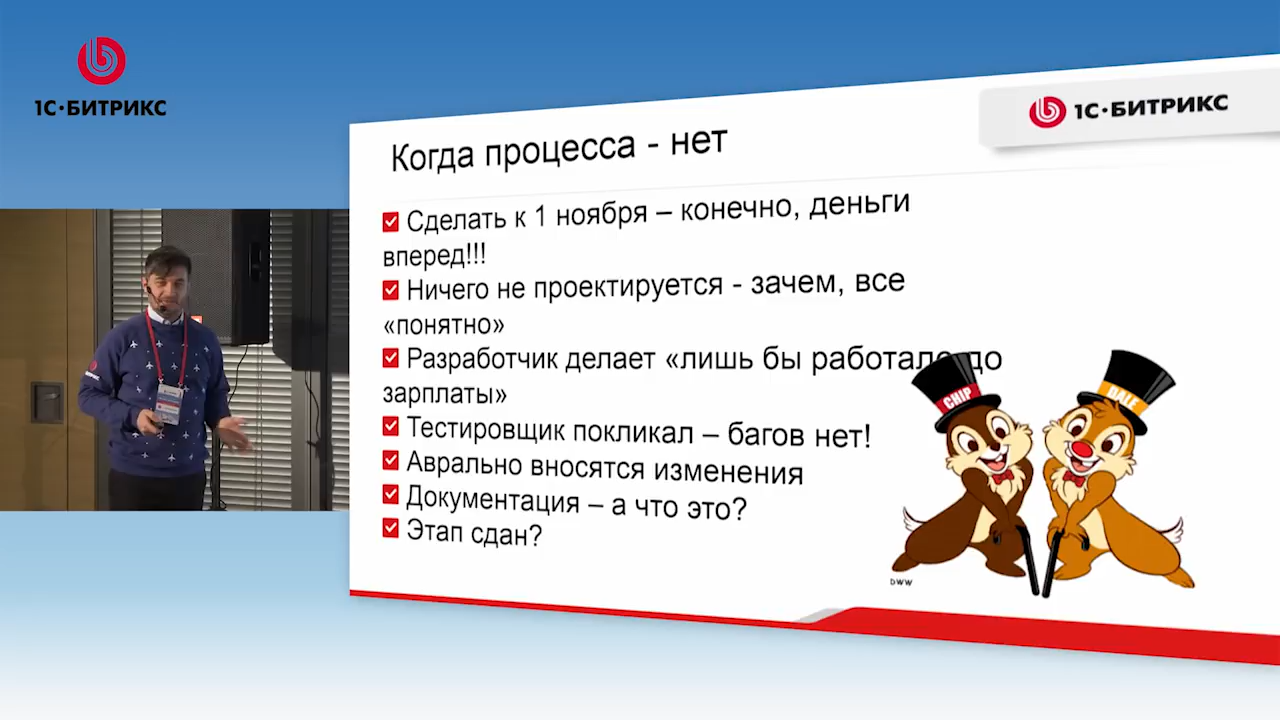 1С·БИТРИКС
1С·БИТРИКС
Когда процесса - нет
Сделать к 1 ноября – конечно, деньги
вперед!!!
Ничего не проектируется - зачем, все
«понятно»
Разработчик делает «лишь бы работало до
зарплаты»
Тестировщик покликал – багов нет!
Аврально вносятся изменения
Документация – а что это?
Этап сдан?
CHIP
DALE
DWW